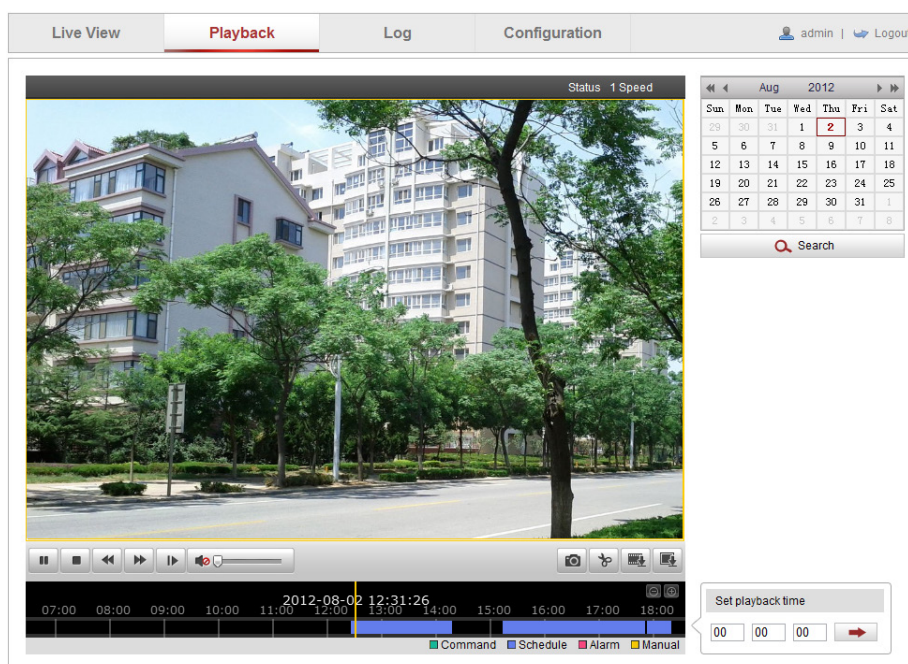 Live View Playback Log Configuration admin | Logout
Status 1 Speed
Aug 2012
Sun Mon Tue Wed Thu Fri Sat
29 30 31 1 2 3 4
5 6 7 8 9 10 11
12 13 14 15 16 17 18
19 20 21 22 23 24 25
26 27 28 29 30 31 1
2 3 4 5 6 7 8
Search
2012-08-02 12:31:26
07:00 08:00 09:00 10:00 11:00 12:00 13:00 14:00 15:00 16:00 17:00 18:00
Command Schedule Alarm Manual
Set playback time
00 00 00